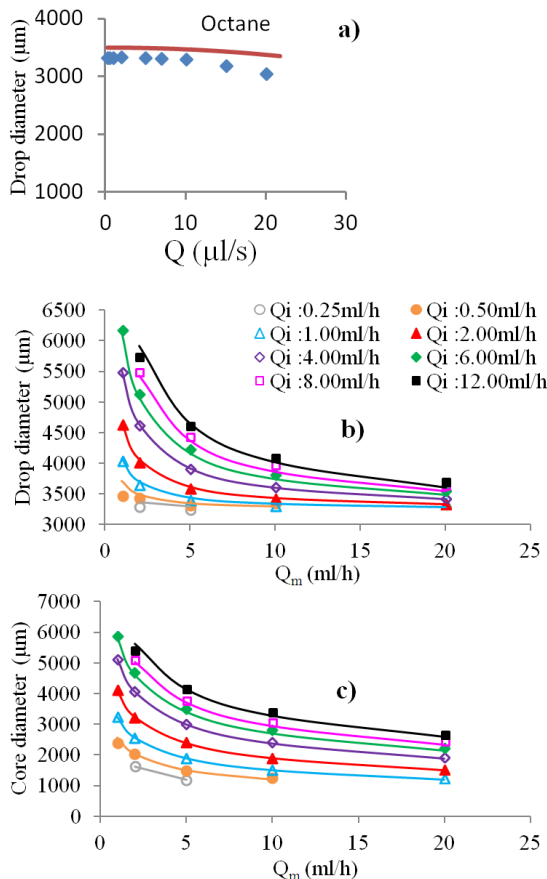 Octane
a)
Drop diameter (µm)
4000
3000
2000
1000
0 10 20 30
Q (µl/s)
Qi :0.25ml/h Qi :0.50ml/h
Qi :1.00ml/h Qi :2.00ml/h
Qi :4.00ml/h Qi :6.00ml/h
Qi :8.00ml/h Qi :12.00ml/h
b)
Drop diameter (µm)
6500
6000
5500
5000
4500
4000
3500
3000
0 5 10 15 20 25
Qm (ml/h)
c)
Core diameter (µm)
7000
6000
5000
4000
3000
2000
1000
0
0 5 10 15 20 25
Qm (ml/h)